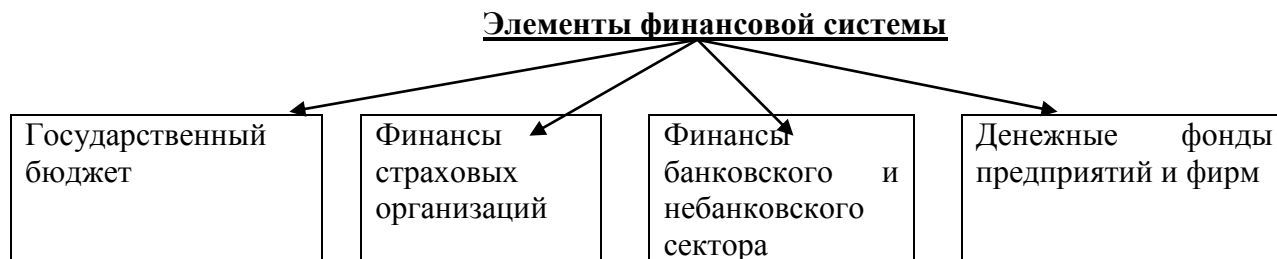 Элементы финансовой системы
Государственный
бюджет
Финансы
страховых
организаций
Финансы
банковского и
небанковского
сектора
Денежные фонды
предприятий и фирм